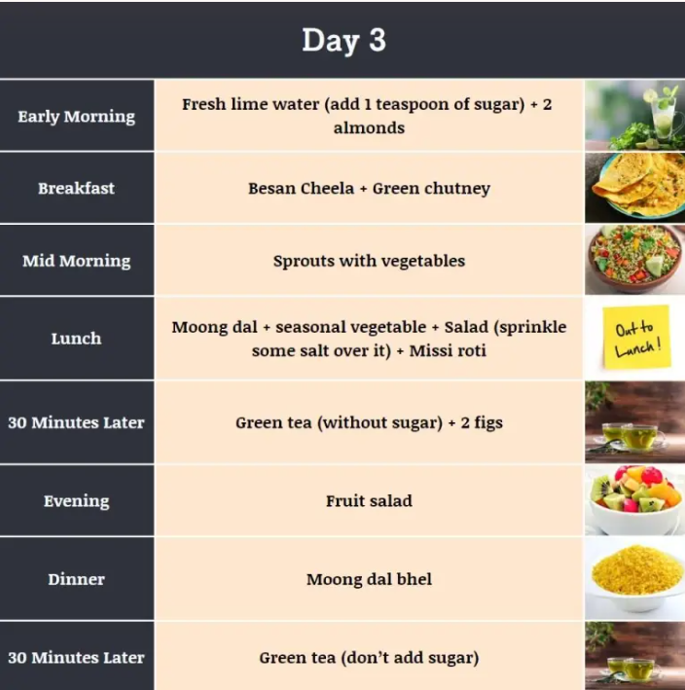 Day 3
Early Morning
Fresh lime water (add 1 teaspoon of sugar) + 2
almonds
Breakfast
Besan Cheela + Green chutney
Mid Morning
Sprouts with vegetables
Lunch
Moong dal + seasonal vegetable + Salad (sprinkle
some salt over it) + Missi roti
Out to
Lunch!
30 Minutes Later
Green tea (without sugar) + 2 figs
Evening
Fruit salad
Dinner
Moong dal bhel
30 Minutes Later
Green tea (don’t add sugar)